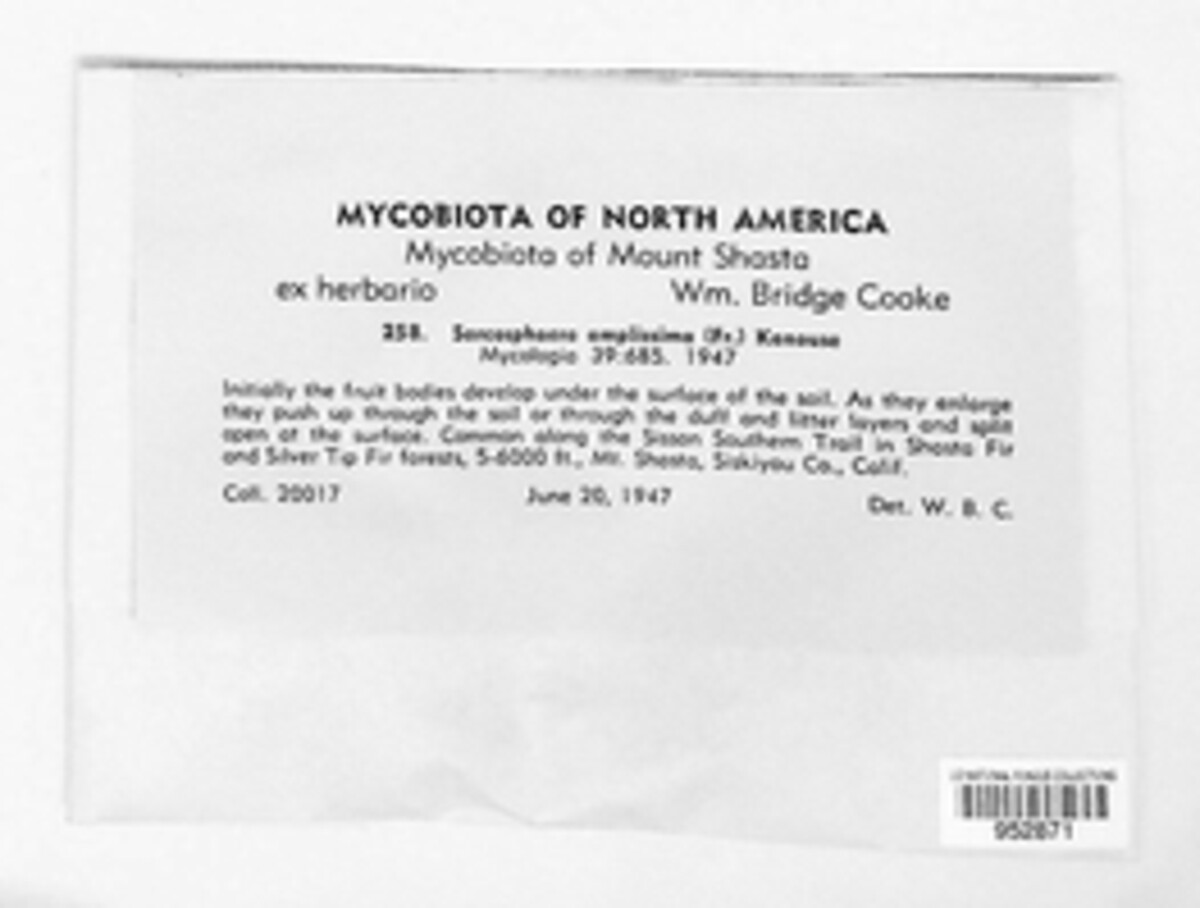 MYCOBIOTA OF NORTH AMERICA
Mycobiota of Mount Shasta
ex herbario Wm. Bridge Cooke
258. Sarcosphaera amplissima (Fr.) Kanouse
Mycologia 39:685. 1947
Initially the fruit bodies develop under the surface of the soil. As they enlarge
they push up through the soil or through the duff and litter layers and split
open at the surface. Common along the Sisson Southern Trail in Shasta Fir
and Silver Tip Fir forests, 5-6000 ft., Mt. Shasta, Siskiyou Co., Calif.
Coll. 20017 June 20, 1947 Det. W. B. C.
952871